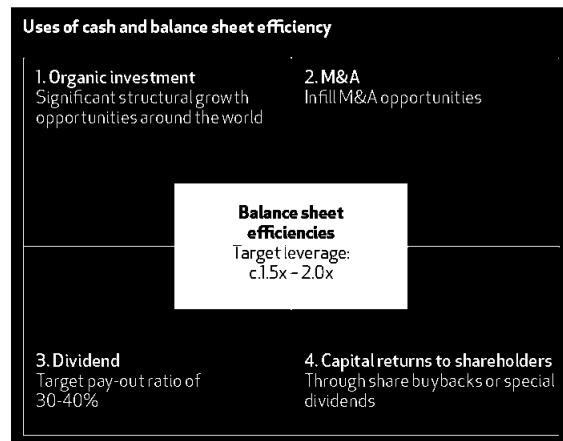 Uses of cash and balance sheet efficiency
1. Organic investment
Significant structural growth
opportunities around the world
2. M&A
Infill M&A opportunities
Balance sheet
efficiencies
Target leverage:
c.1.5x – 2.0x
3. Dividend
Target pay-out ratio of
30-40%
4. Capital returns to shareholders
Through share buybacks or special
dividends